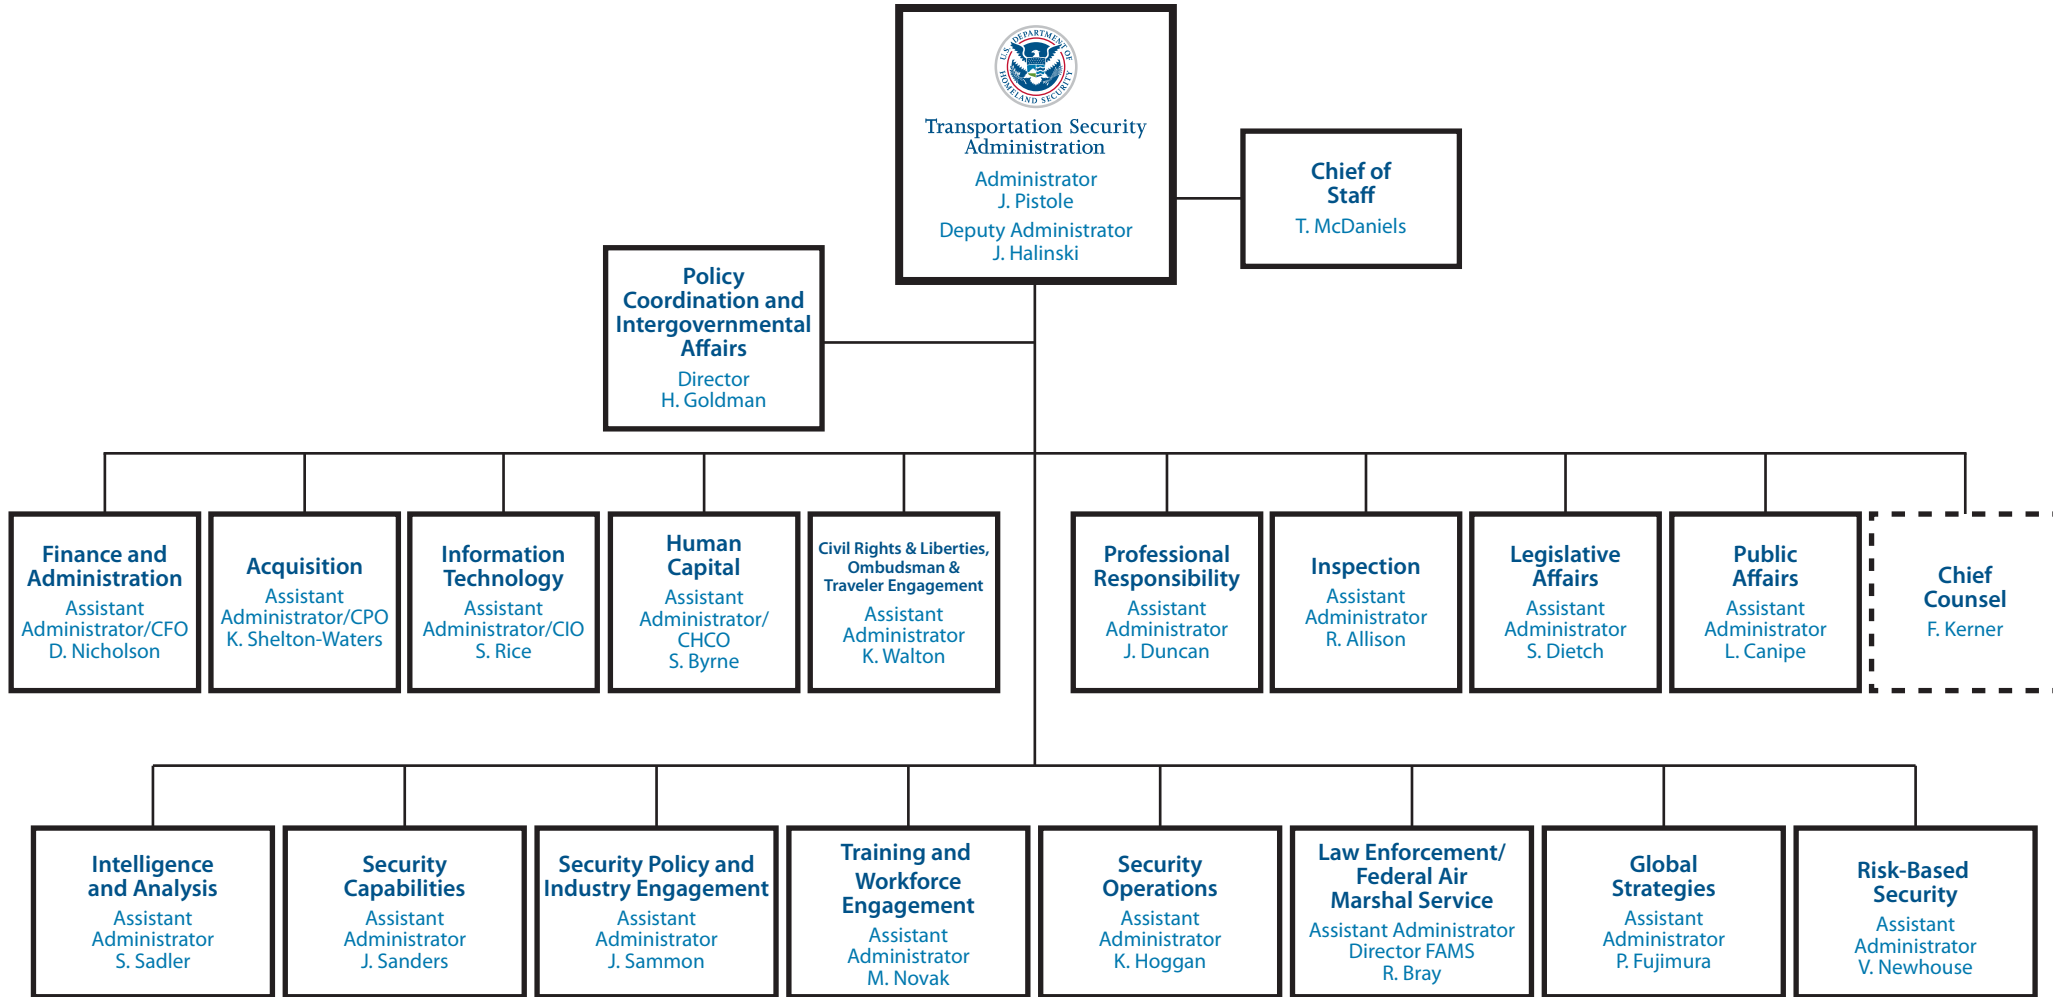 U.S. DEPARTMENT OF
HOMELAND SECURITY
Transportation Security
Administration
Administrator
J. Pistole
Deputy Administrator
J. Halinski
Chief of
Staff
T. McDaniels
Policy
Coordination and
Intergovernmental
Affairs
Director
H. Goldman
Finance and
Administration
Assistant
Administrator/CFO
D. Nicholson
Acquisition
Assistant
Administrator/CPO
K. Shelton-Waters
Information
Technology
Assistant
Administrator/CIO
S. Rice
Human
Capital
Assistant
Administrator/
CHCO
S. Byrne
Civil Rights & Liberties,
Ombudsman &
Traveler Engagement
Assistant
Administrator
K. Walton
Professional
Responsibility
Assistant
Administrator
J. Duncan
Inspection
Assistant
Administrator
R. Allison
Legislative
Affairs
Assistant
Administrator
S. Dietch
Public
Affairs
Assistant
Administrator
L. Canipe
Chief
Counsel
F. Kerner
Intelligence
and Analysis
Assistant
Administrator
S. Sadler
Security
Capabilities
Assistant
Administrator
J. Sanders
Security Policy and
Industry Engagement
Assistant
Administrator
J. Sammon
Training and
Workforce
Engagement
Assistant
Administrator
M. Novak
Security
Operations
Assistant
Administrator
K. Hoggan
Law Enforcement/
Federal Air
Marshal Service
Assistant Administrator
Director FAMS
R. Bray
Global
Strategies
Assistant
Administrator
P. Fujimura
Risk-Based
Security
Assistant
Administrator
V. Newhouse